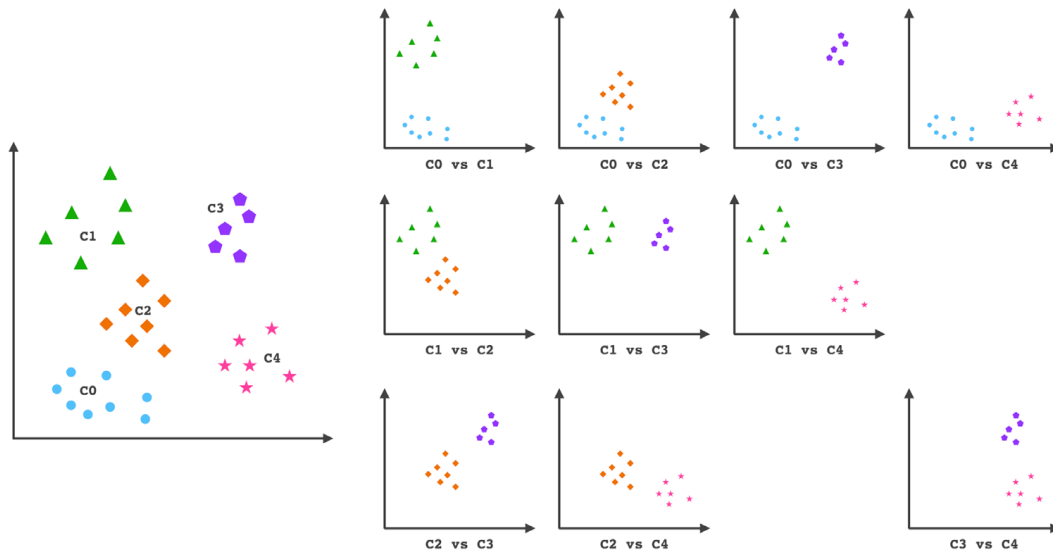 C0 vs C1
C0 vs C2
C0 vs C3
C0 vs C4
C3
C1
C2
C4
C0
C1 vs C2
C1 vs C3
C1 vs C4
C2 vs C3
C2 vs C4
C3 vs C4